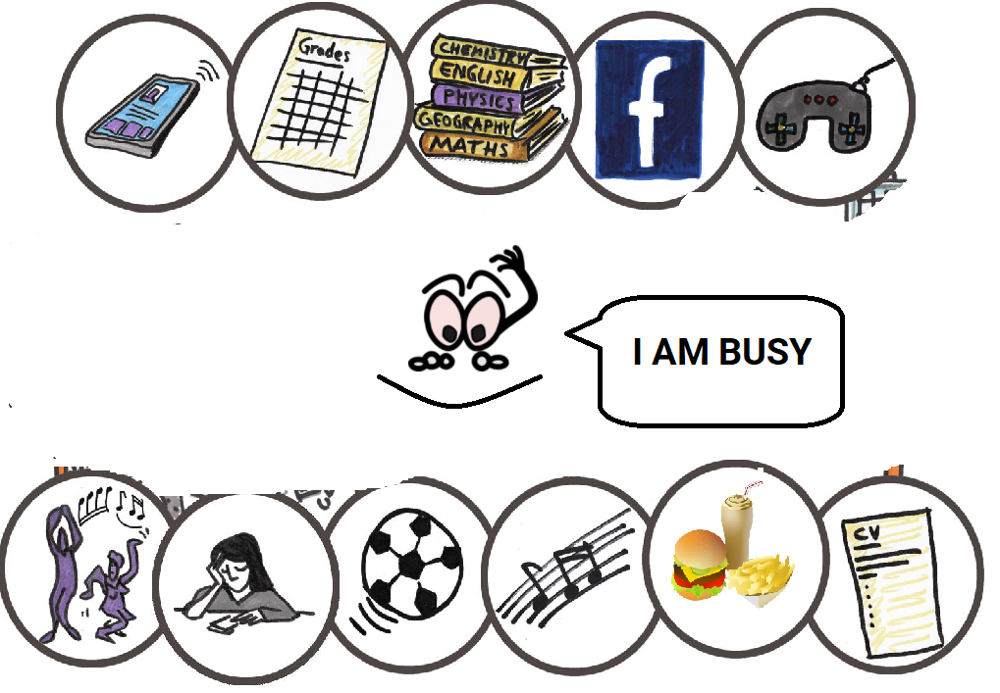 Grades
CHEMISTRY
ENGLISH
PHYSICS
GEOGRAPHY
MATHS
f
I AM BUSY
CV